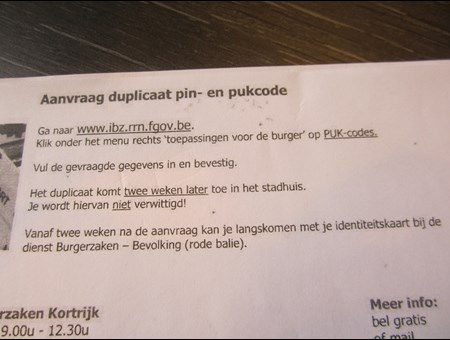 Aanvraag duplicaat pin- en pukcode
Ga naar www.ibz.rrn.fgov.be.
Klik onder het menu rechts 'toepassingen voor de burger' op PUK-codes.
Vul de gevraagde gegevens in en bevestig.
Het duplicaat komt twee weken later toe in het stadhuis.
Je wordt hiervan niet verwittigd!
Vanaf twee weken na de aanvraag kan je langskomen met je identiteitskaart bij de
dienst Burgerzaken – Bevolking (rode balie).
rzaken Kortrijk
9.00u - 12.30u
Meer info:
bel gratis
of mail